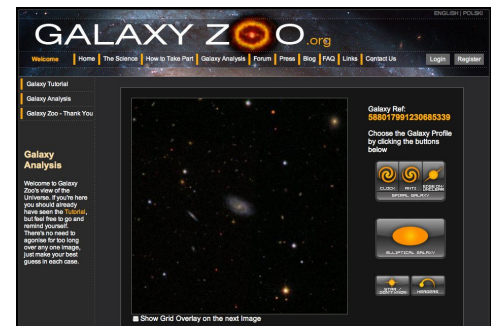 ENGLISH | POLSKI
GALAXY ZOO.org
Welcome Home The Science How to Take Part Galaxy Analysis Forum Press Blog FAQ Links Contact Us Login Register
Galaxy Tutorial
Galaxy Analysis
Galaxy Zoo - Thank You
Galaxy
Analysis
Welcome to Galaxy
Zoo's view of the
Universe. If you're here
you should already
have seen the Tutorial,
but feel free to go and
remind yourself.
There's no need to
agonise for too long
over any one image,
just make your best
guess in each case.
Show Grid Overlay on the next Image
Galaxy Ref:
588017991230685339
Choose the Galaxy Profile
by clicking the buttons
below
CLOCK ANTI
SPIRAL GALAXY
ELLIPTICAL GALAXY
STAR /
MERGERS